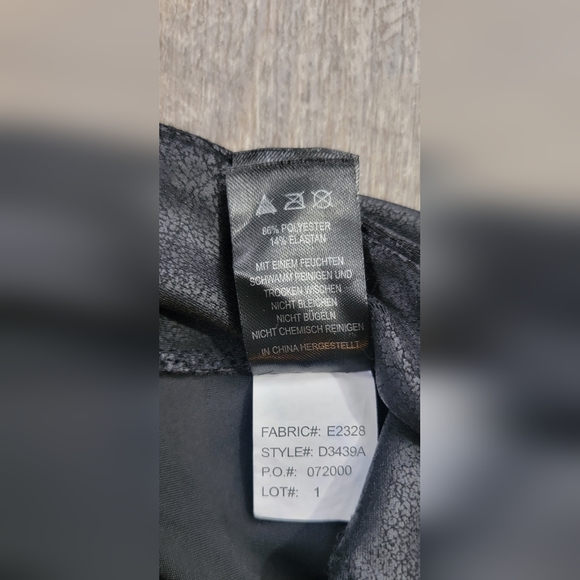 86% POLYESTER
14% ELASTAN
MIT EINEM FEUCHTEN
SCHWAMM REINIGEN UND
TROCKEN WISCHEN
NICHT BLEICHEN
NICHT BÜGELN
NICHT CHEMISCH REINIGEN
IN CHINA HERGESTELLT
FABRIC#: E2328
STYLE#: D3439A
P.O.#: 072000
LOT#: 1